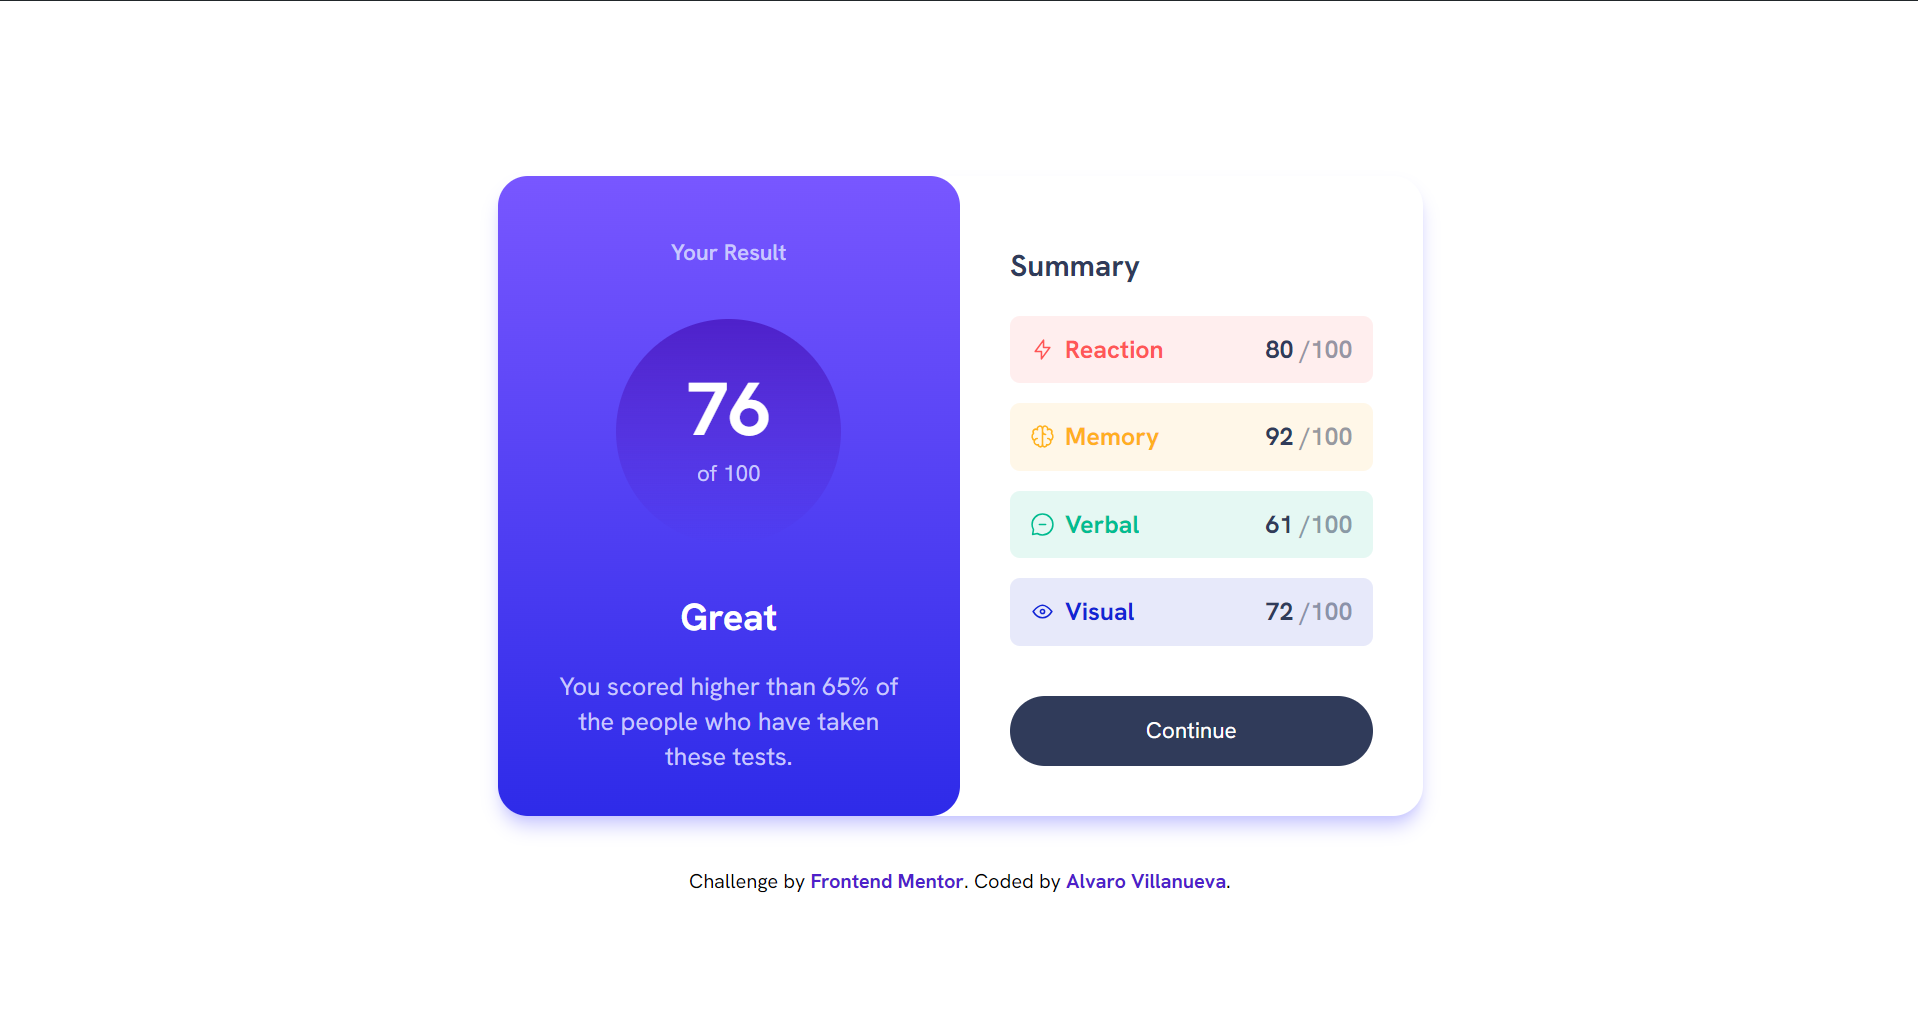 Your Result
76
of 100
Great
You scored higher than 65% of
the people who have taken
these tests.
Summary
Reaction 80 /100
Memory 92 /100
Verbal 61 /100
Visual 72 /100
Continue
Challenge by Frontend Mentor. Coded by Alvaro Villanueva.